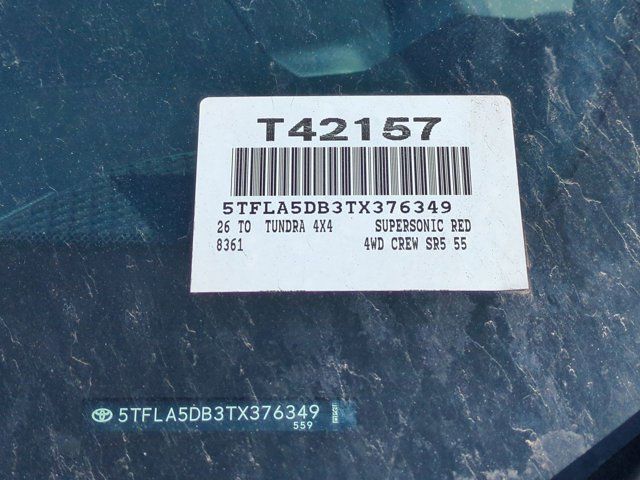 T42157
5TFLA5DB3TX376349
26 TO TUNDRA 4X4 SUPERSONIC RED
8361 4WD CREW SR5 55
5TFLA5DB3TX376349
559